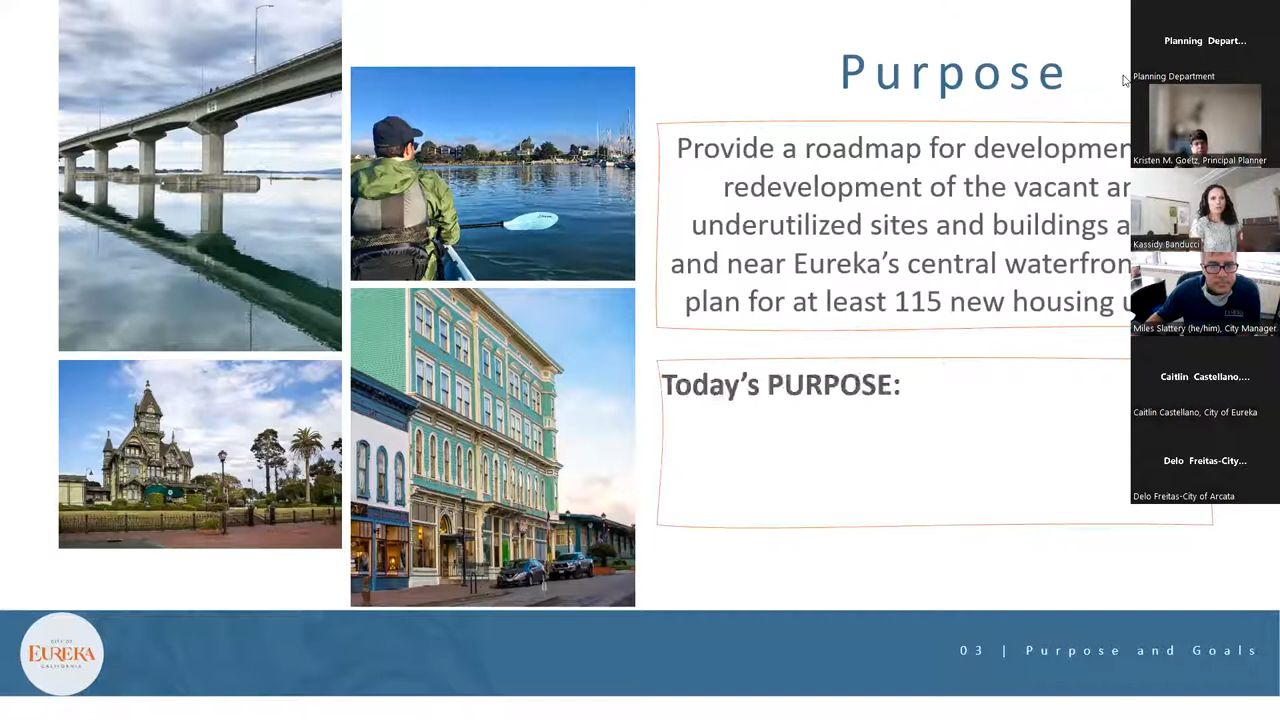 Purpose
Provide a roadmap for
redevelopment of the vacant
underutilized sites and buildings
and near Eureka's central
plan for at least 115 new housing
Today's PURPOSE:
CITY OF
EUREKA
CALIFORNIA
03 | Purpose and Goals
Planning Depart...
Planning Department
Kristen M. Goetz, Principal Planner
Kassidy Banducci
Miles Slattery (he/him), City Manager
Caitlin Castellano,...
Caitlin Castellano, City of Eureka
Delo Freitas-City...
Delo Freitas-City of Arcata